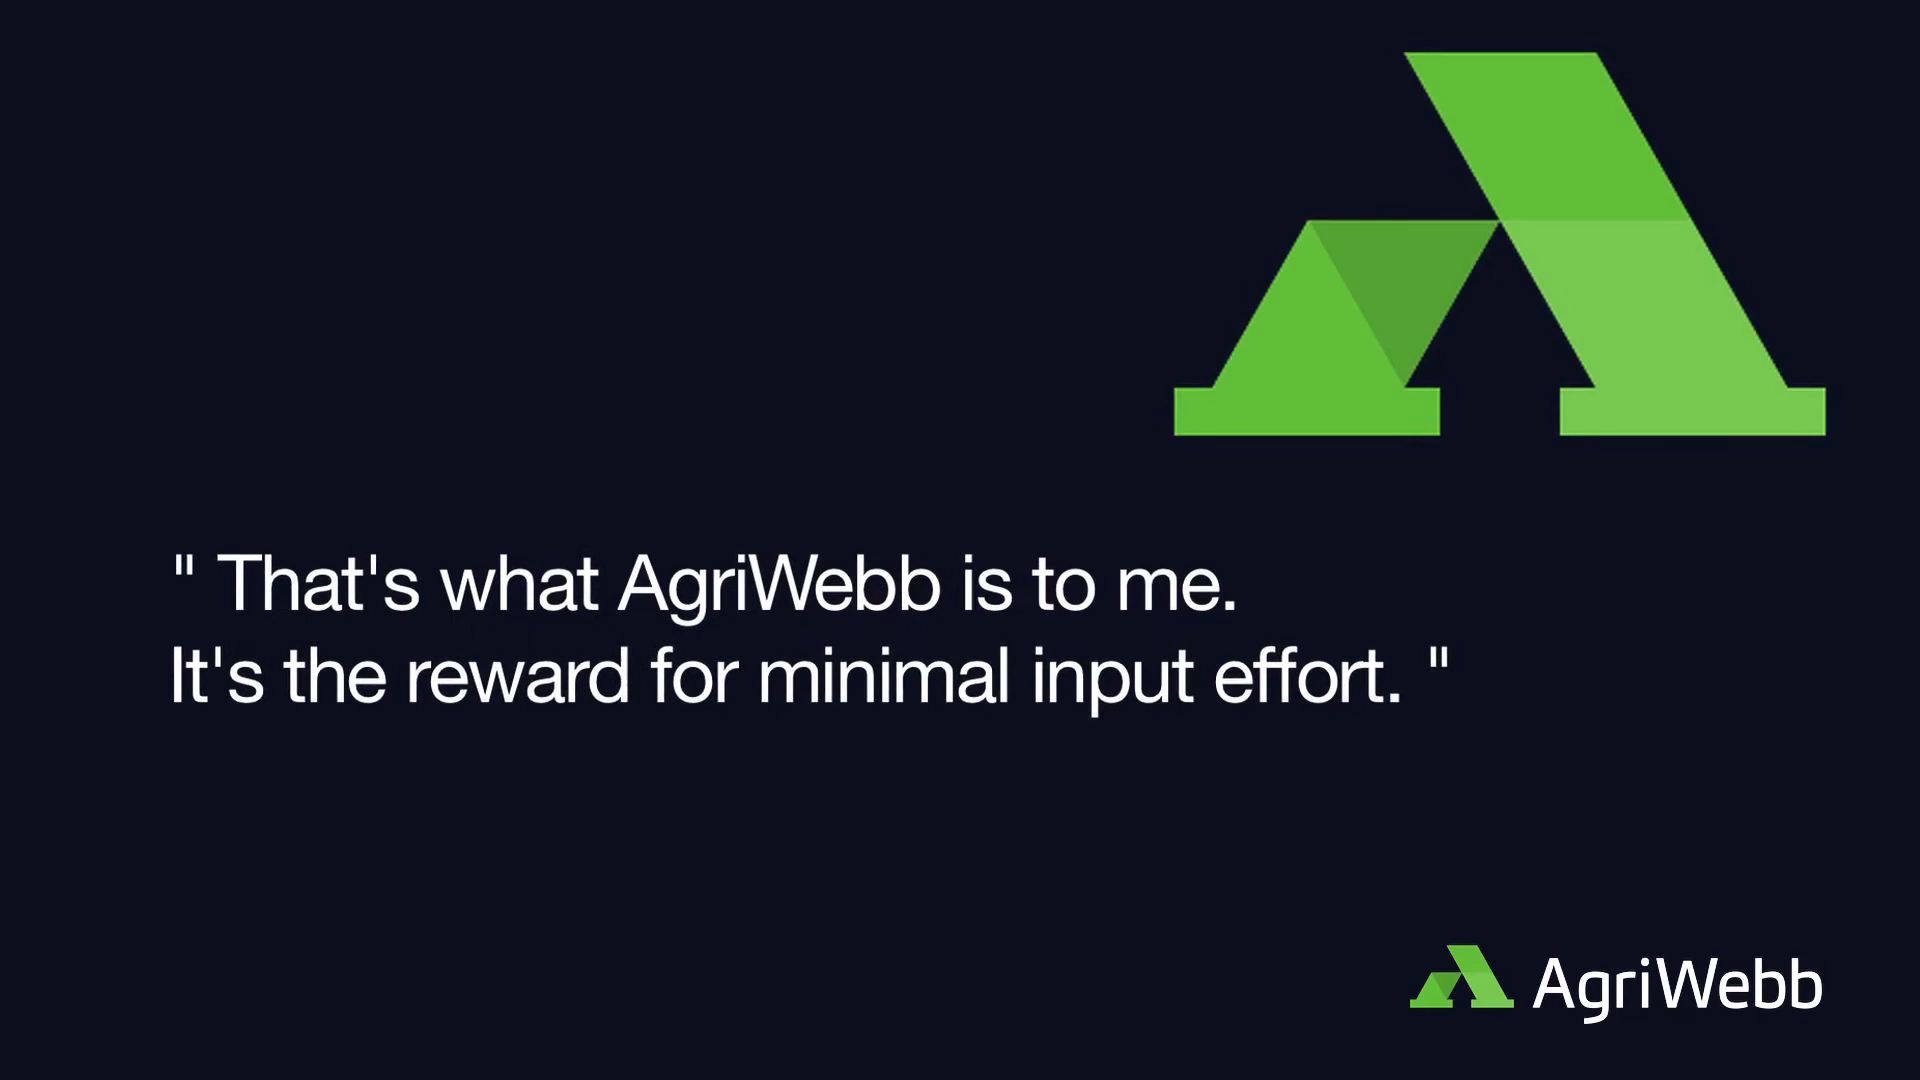 " That's what AgriWebb is to me.
It's the reward for minimal input effort. "
AgriWebb